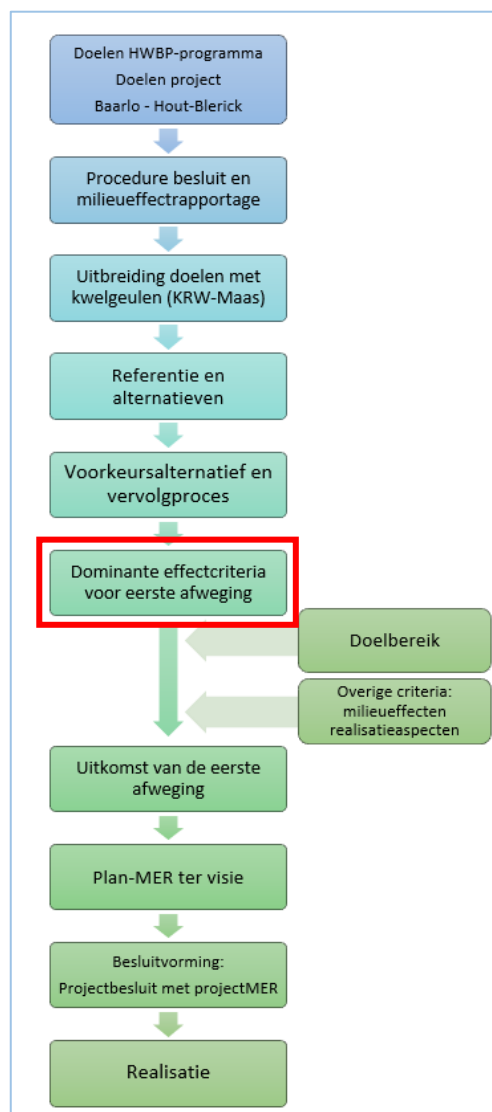 Doelen HWBP-programma
Doelen project
Baarlo - Hout-Blerick
Procedure besluit en
milieueffectrapportage
Uitbreiding doelen met
kwelgeulen (KRW-Maas)
Referentie en
alternatieven
Voorkeursalternatief en
vervolgproces
Dominante effectcriteria
voor eerste afweging
Doelbereik
Overige criteria:
milieueffecten
realisatieaspecten
Uitkomst van de eerste
afweging
Plan-MER ter visie
Besluitvorming:
Projectbesluit met projectMER
Realisatie